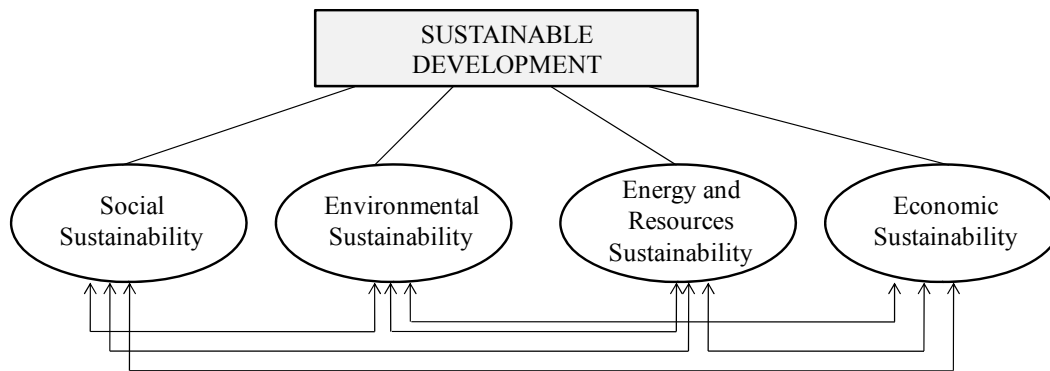 SUSTAINABLE
DEVELOPMENT
Social
Sustainability
Environmental
Sustainability
Energy and
Resources
Sustainability
Economic
Sustainability